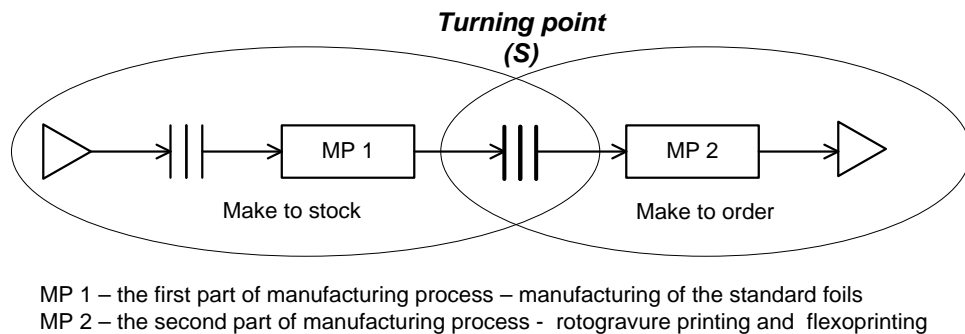 Turning point
(S)
MP 1
MP 2
Make to stock
Make to order
MP 1 – the first part of manufacturing process – manufacturing of the standard foils
MP 2 – the second part of manufacturing process - rotogravure printing and flexoprinting